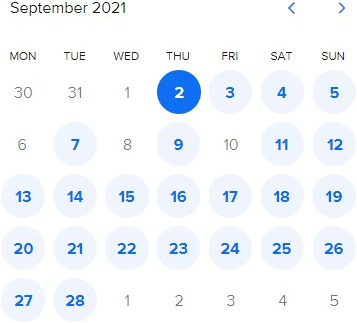 September 2021
MON TUE WED THU FRI SAT SUN
30 31 1 2 3 4 5
6 7 8 9 10 11 12
13 14 15 16 17 18 19
20 21 22 23 24 25 26
27 28 1 2 3 4 5